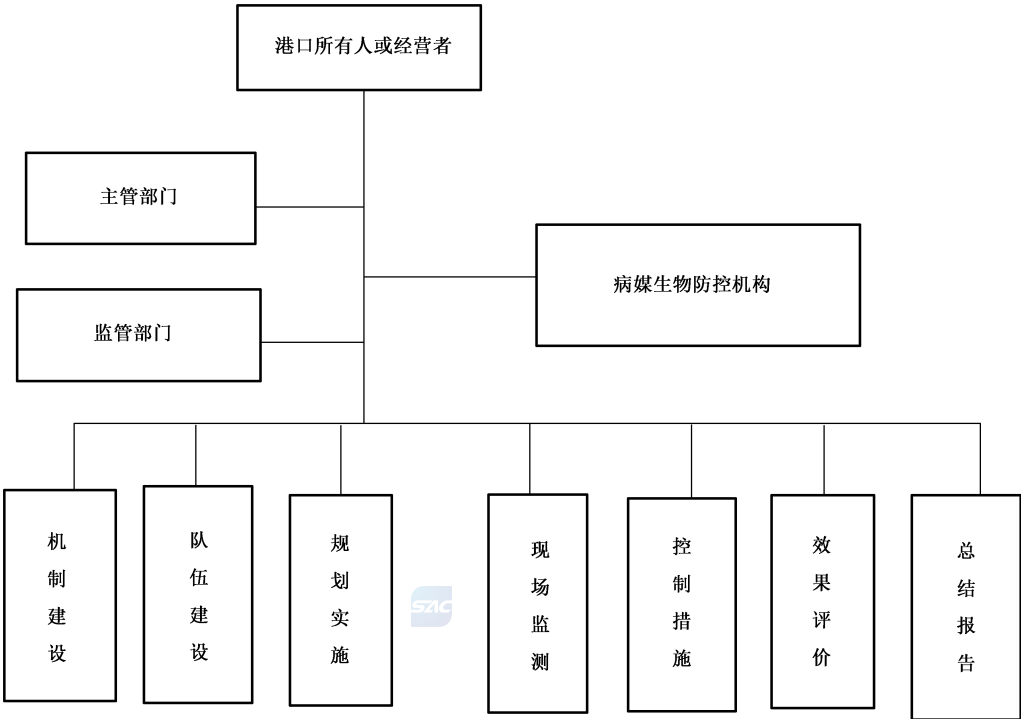 港口所有人或经营者
主管部门
病媒生物防控机构
监管部门
机制建设
队伍建设
规划实施
现场监测
控制措施
效果评价
总结报告
SAC